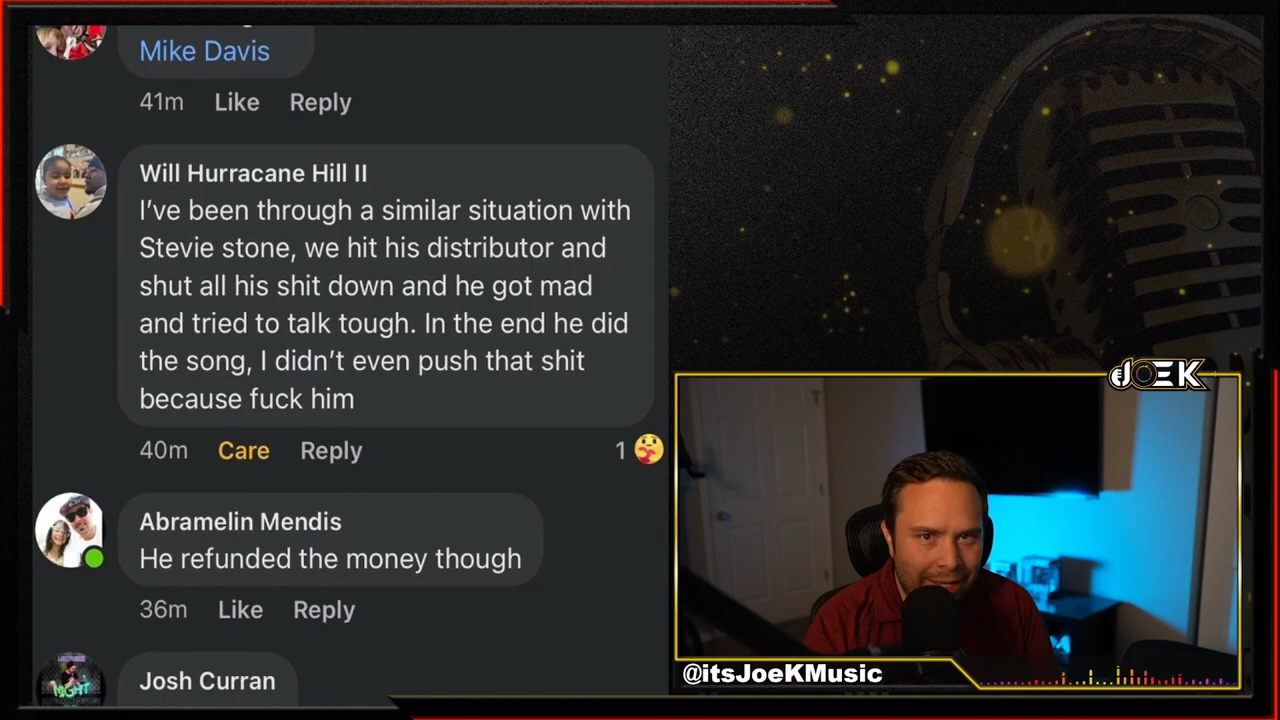 Mike Davis
41m Like Reply
Will Hurracane Hill II
I’ve been through a similar situation with
Stevie stone, we hit his distributor and
shut all his shit down and he got mad
and tried to talk tough. In the end he did
the song, I didn’t even push that shit
because fuck him
40m Care Reply 1
Abramelin Mendis
He refunded the money though
36m Like Reply
Josh Curran
JOEK
@itsJoeKMusic